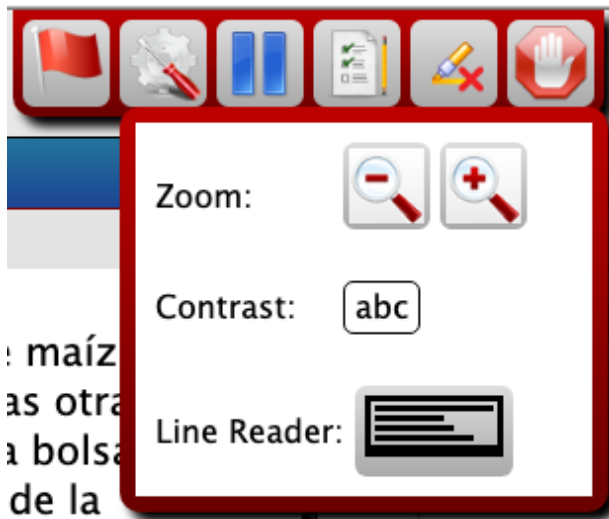 Zoom:
Contrast: abc
Line Reader:
maíz
as otra
a bolsa
de la